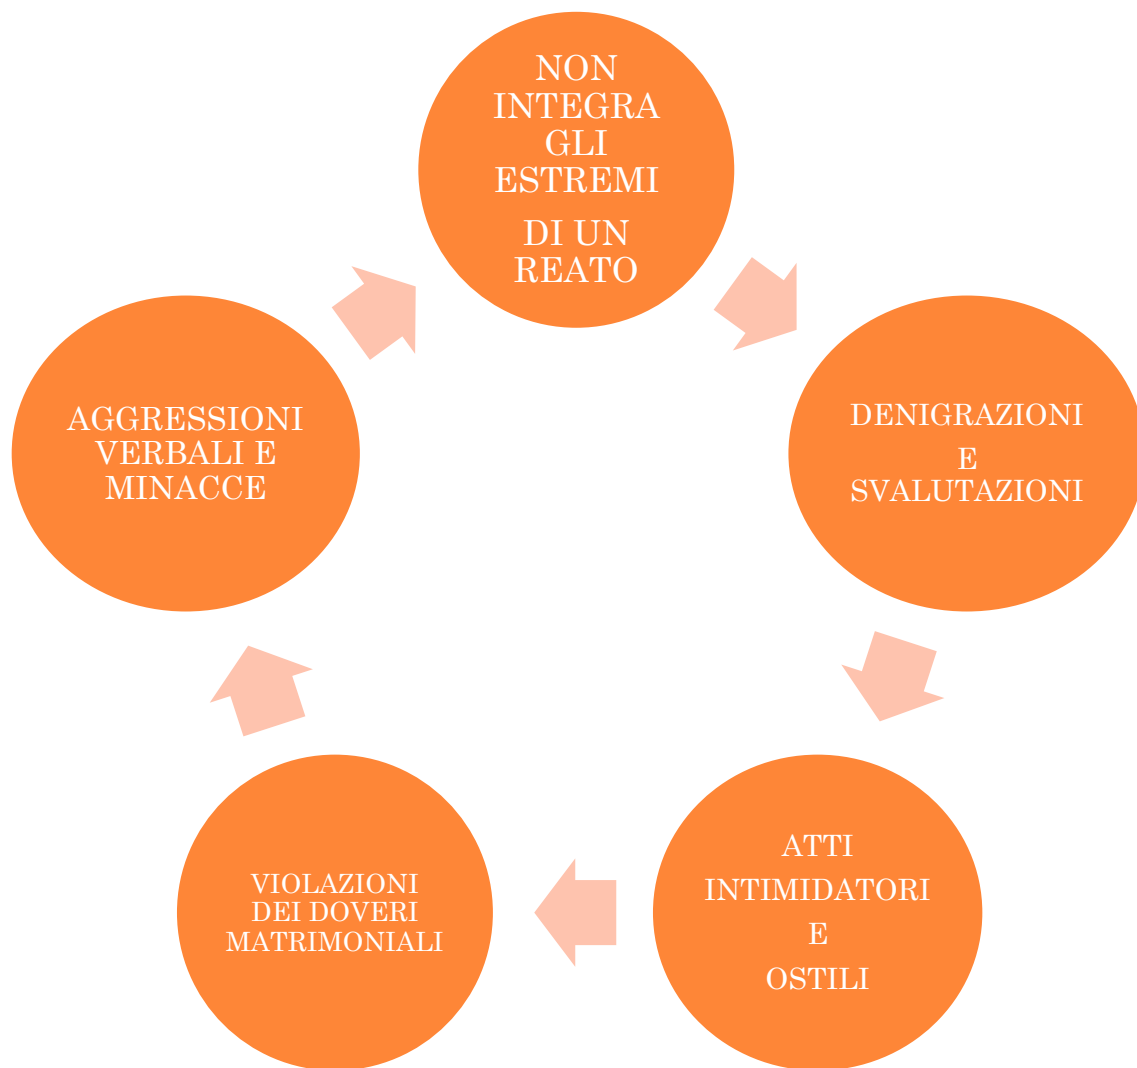 NON
INTEGRA
GLI
ESTREMI
DI UN
REATO
DENIGRAZIONI
E
SVALUTAZIONI
ATTI
INTIMIDATORI
E
OSTILI
VIOLAZIONI
DEI DOVERI
MATRIMONIALI
AGGRESSIONI
VERBALI E
MINACCE